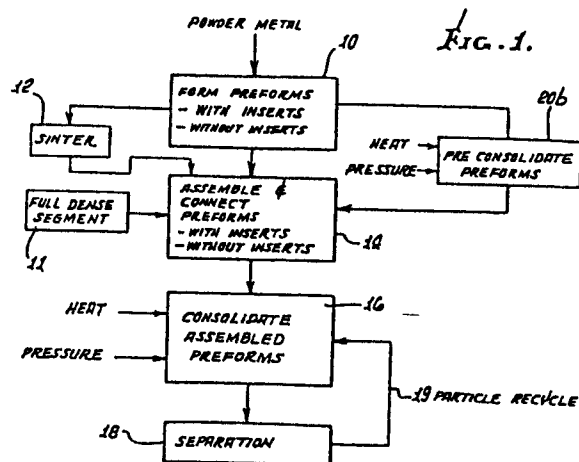 POWDER METAL
FIG. 1.
10
FORM PREFORMS
- WITH INSERTS
- WITHOUT INSERTS
12
SINTER
20b
HEAT
PRESSURE
PRE CONSOLIDATE
PREFORMS
FULL DENSE
SEGMENT
11
ASSEMBLE &
CONNECT
PREFORMS
- WITH INSERTS
- WITHOUT INSERTS
14
16
HEAT
PRESSURE
CONSOLIDATE
ASSEMBLED
PREFORMS
19 PARTICLE RECYCLE
18
SEPARATION